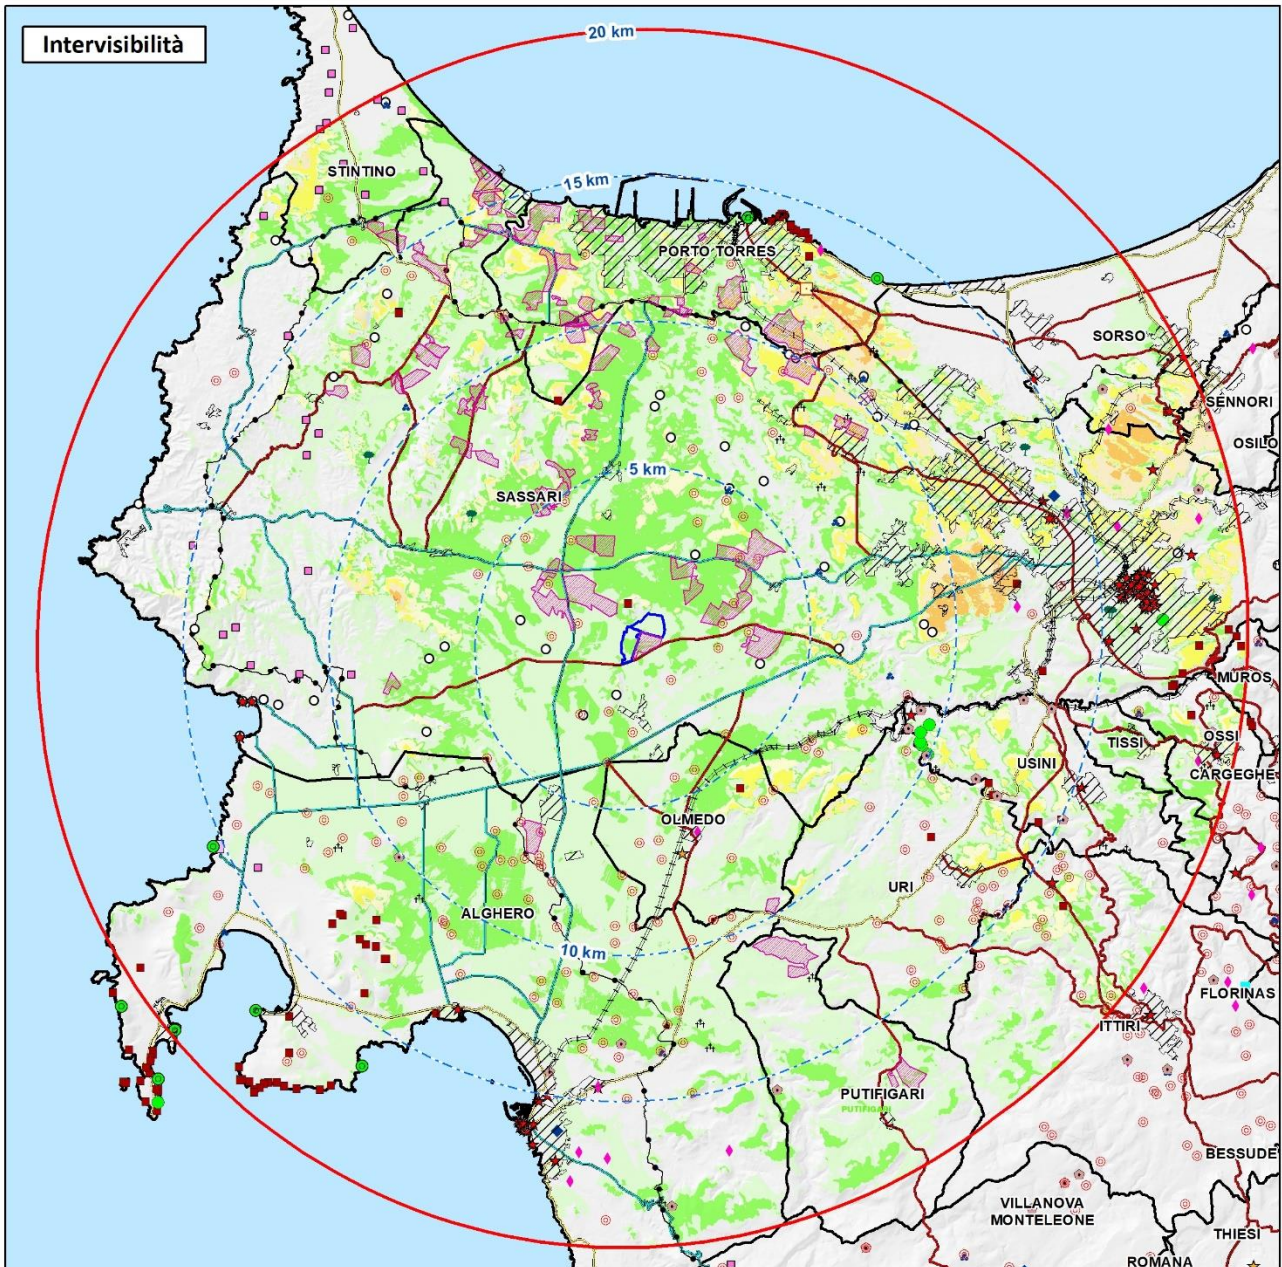 Intervisibilità
20 km
STINTINO
15 km
PORTO TORRES
SORSO
SENNORI
OSILO
5 km
SASSARI
MUROS
OSSI
TISSI
USINI
CARGEGHE
OLMEDO
URI
ALGHERO
10 km
FLORINAS
ITTIRI
PUTIFIGARI
PUTIFIGARI
BESSUDE
VILLANOVA
MONTELEONE
THIESI
ROMANA